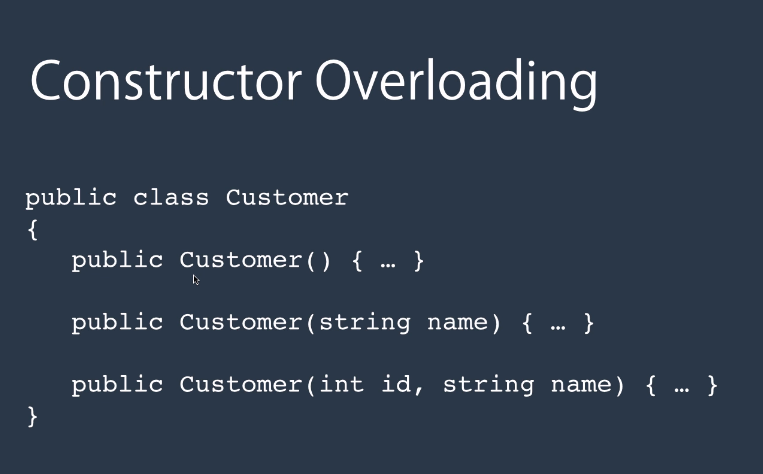 Constructor Overloading
public class Customer
{
public Customer() { … }
public Customer(string name) { … }
public Customer(int id, string name) { … }
}